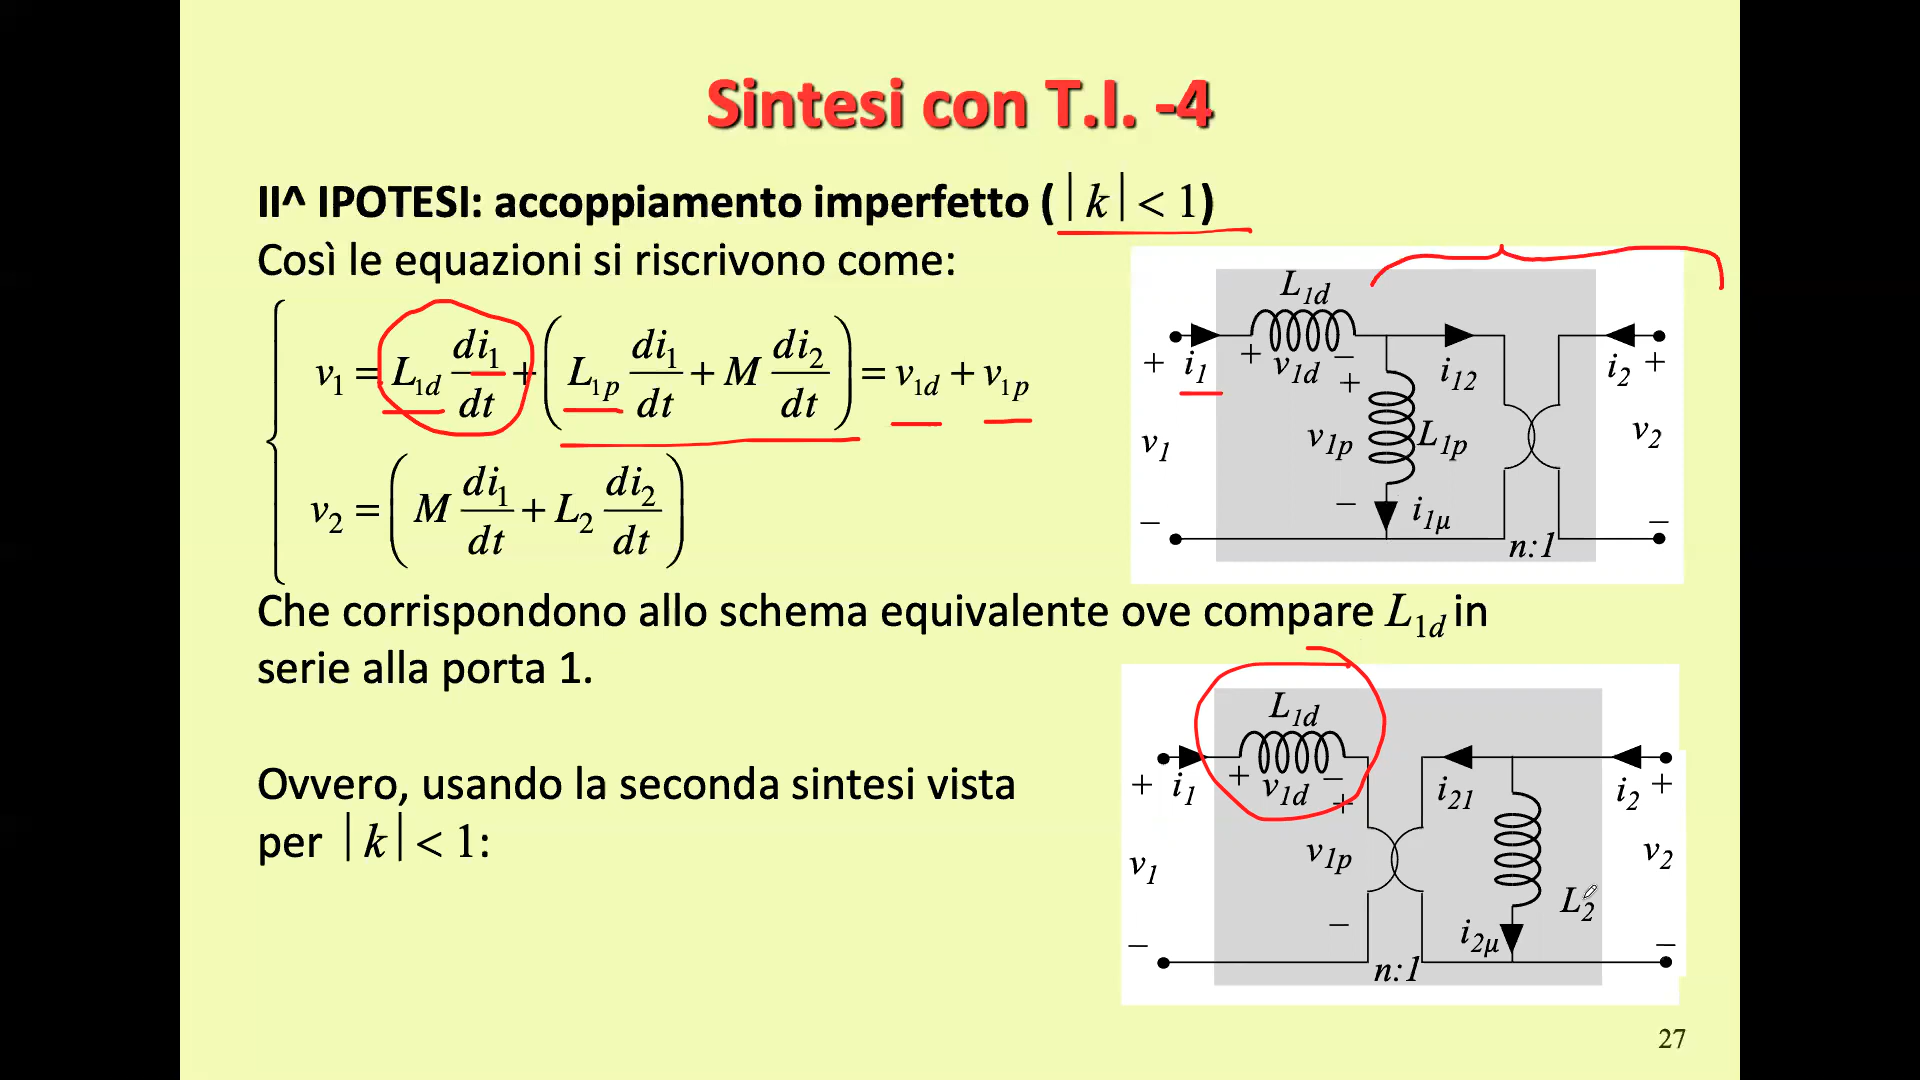 Sintesi con T.I. -4
II^ IPOTESI: accoppiamento imperfetto (|k| < 1)
Così le equazioni si riscrivono come:
v₁ = L₁d di₁/dt + (L₁p di₁/dt + M di₂/dt) = v₁d + v₁p
v₂ = (M di₁/dt + L₂ di₂/dt)
L₁d
+ i₁ + v₁d − + i₁₂ i₂ +
v₁ v₁p L₁p v₂
− − i₁μ −
n:1
Che corrispondono allo schema equivalente ove compare L₁d in
serie alla porta 1.
Ovvero, usando la seconda sintesi vista
per |k| < 1:
L₁d
+ i₁ + v₁d − + i₂₁ i₂ +
v₁ v₁p L₂ v₂
− − i₂μ −
n:1
27